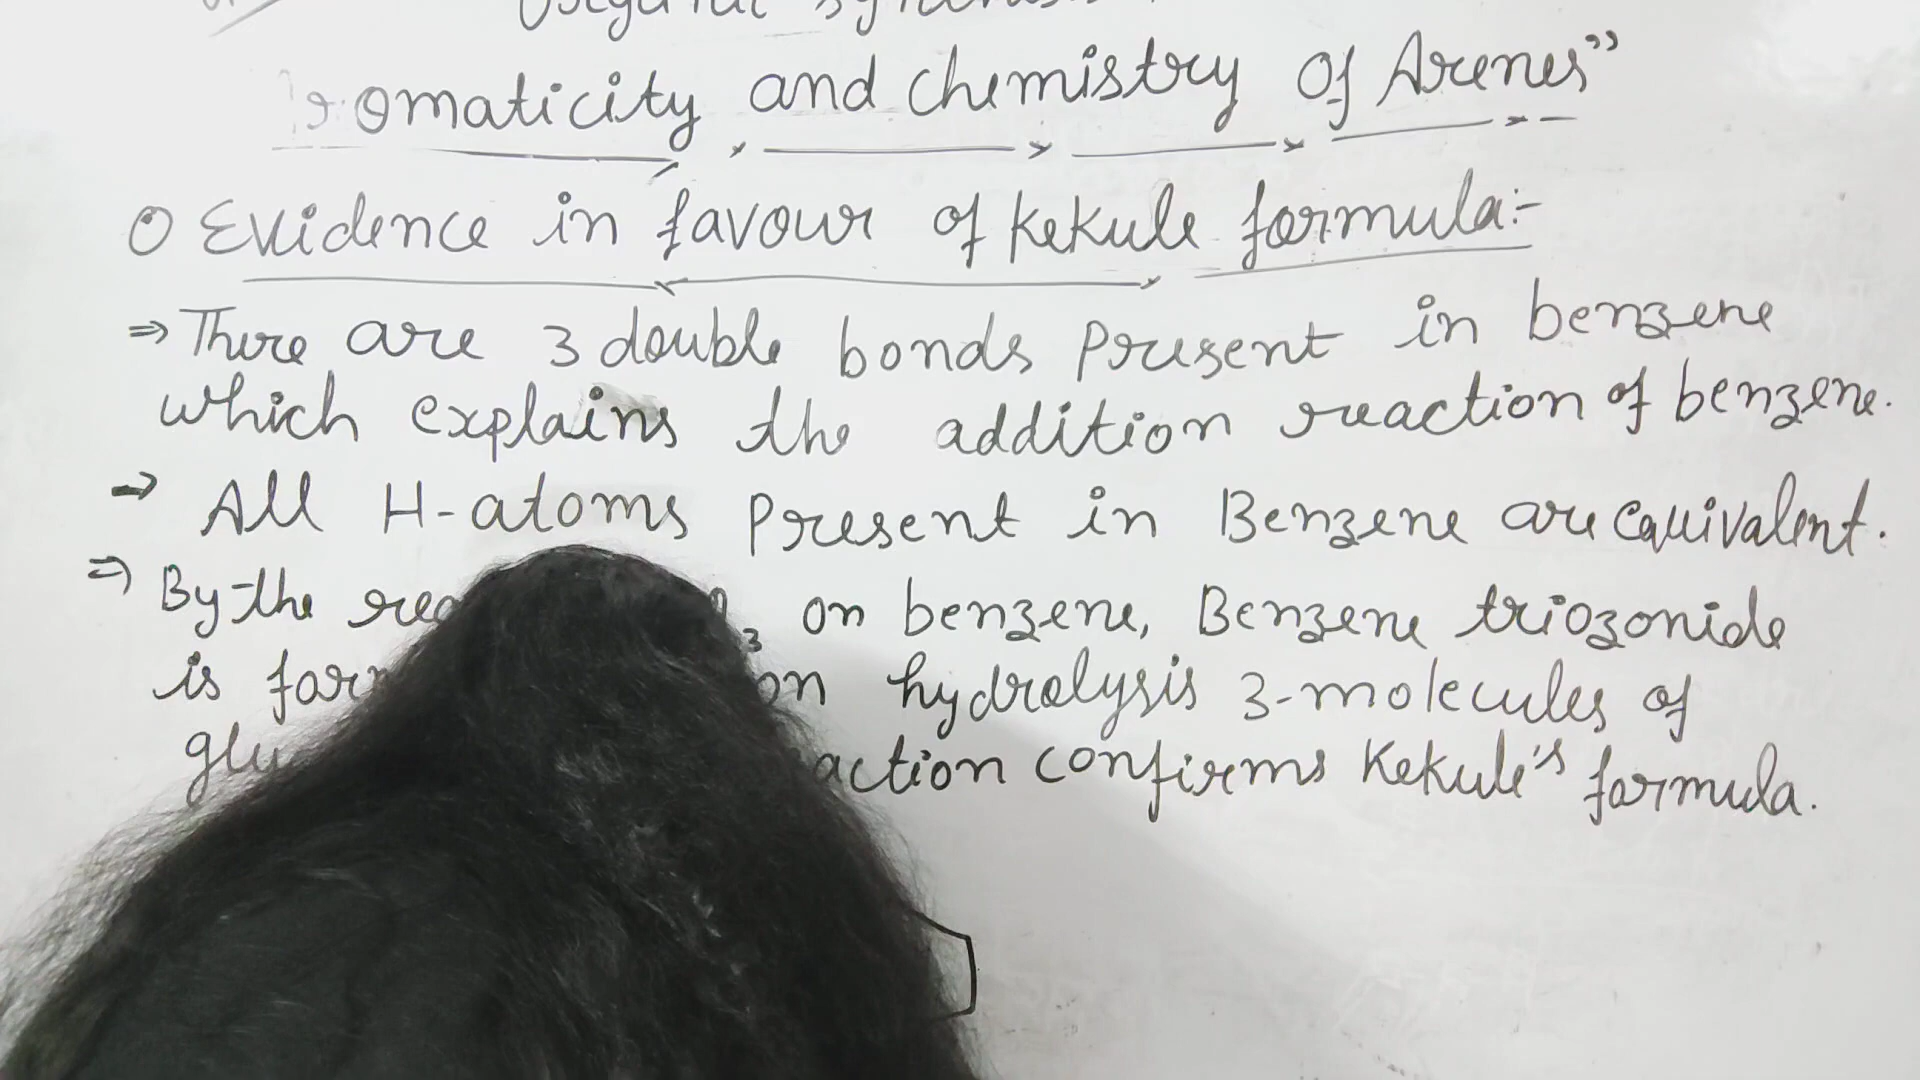 and chemistry of Arenes"
Evidence in favour of Kekule formula:-
⇒ There are 3 double bonds present in benzene
which explains the addition reaction of benzene.
→ All H-atoms present in Benzene are equivalent.
⇒ By the on benzene, Benzene triozonide
is on hydrolysis 3-molecules of
confirms Kekule's formula.